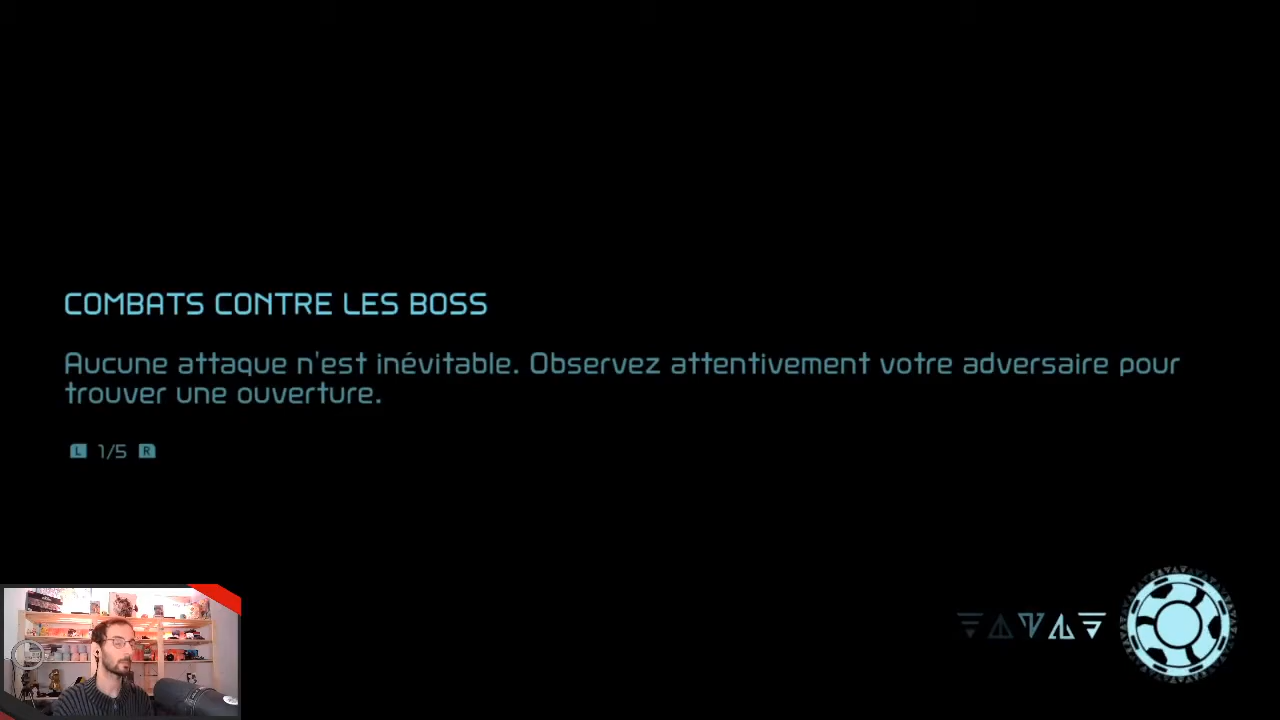 COMBATS CONTRE LES BOSS
Aucune attaque n'est inévitable. Observez attentivement votre adversaire pour
trouver une ouverture.
L 1/5 R